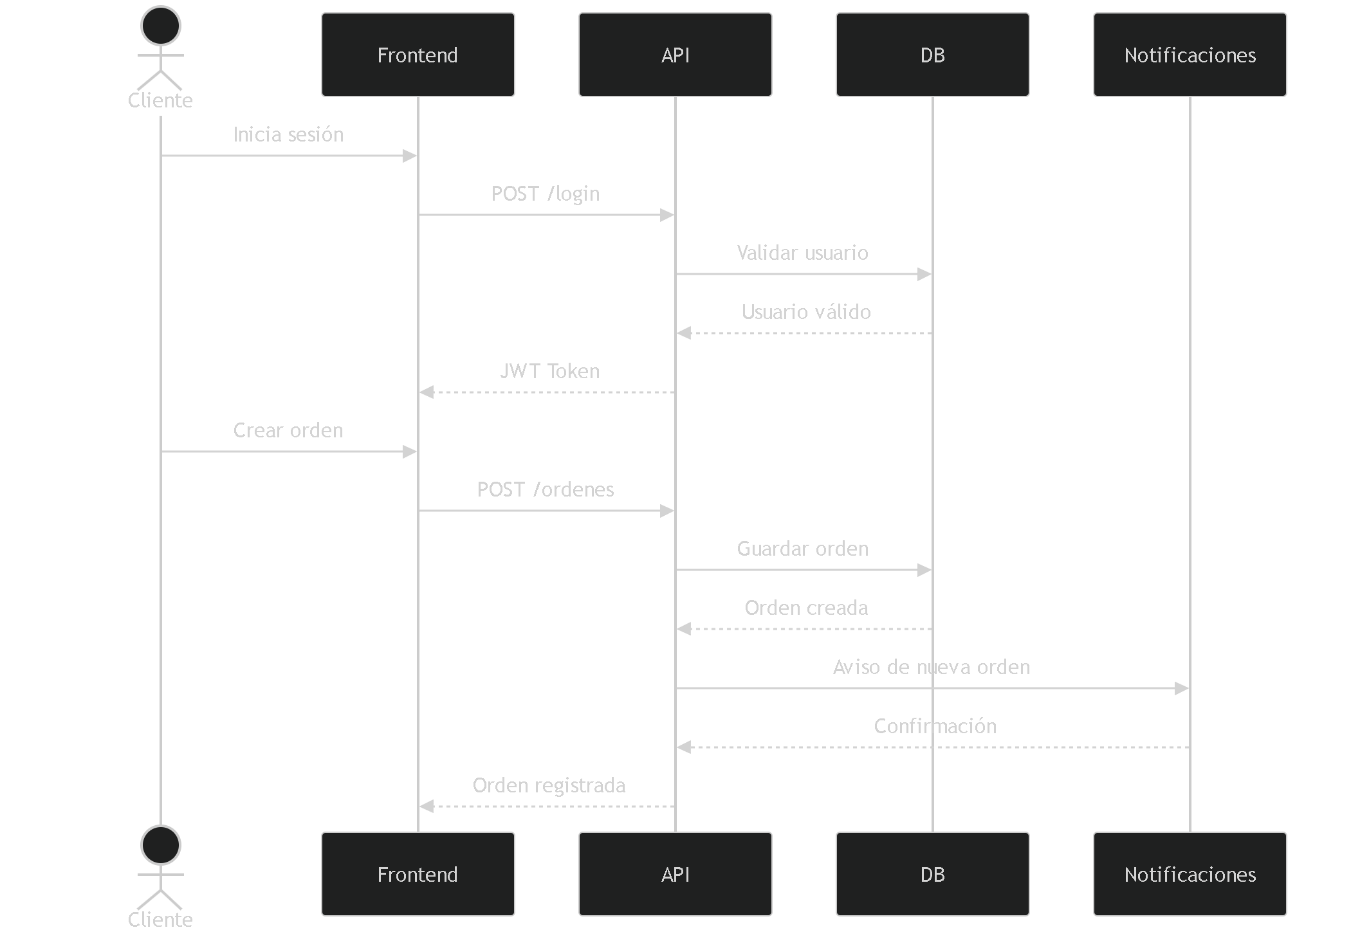 Frontend
API
DB
Notificaciones
Cliente
Inicia sesión
POST /login
Validar usuario
Usuario válido
JWT Token
Crear orden
POST /ordenes
Guardar orden
Orden creada
Aviso de nueva orden
Confirmación
Orden registrada
Frontend
API
DB
Notificaciones
Cliente